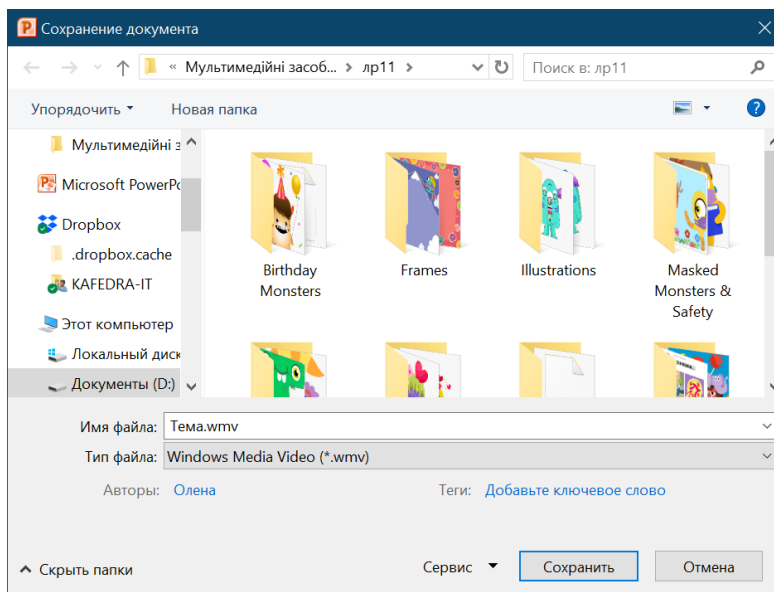 Сохранение документа
« Мультимедійні засоб... › лр11 ›
Поиск в: лр11
Упорядочить
Новая папка
Мультимедійні з
Microsoft PowerPo
Dropbox
.dropbox.cache
KAFEDRA-IT
Этот компьютер
Локальный диск
Документы (D:)
Birthday
Monsters
Frames
Illustrations
Masked
Monsters &
Safety
Имя файла: Тема.wmv
Тип файла: Windows Media Video (*.wmv)
Авторы: Олена
Теги: Добавьте ключевое слово
Скрыть папки
Сервис
Сохранить
Отмена